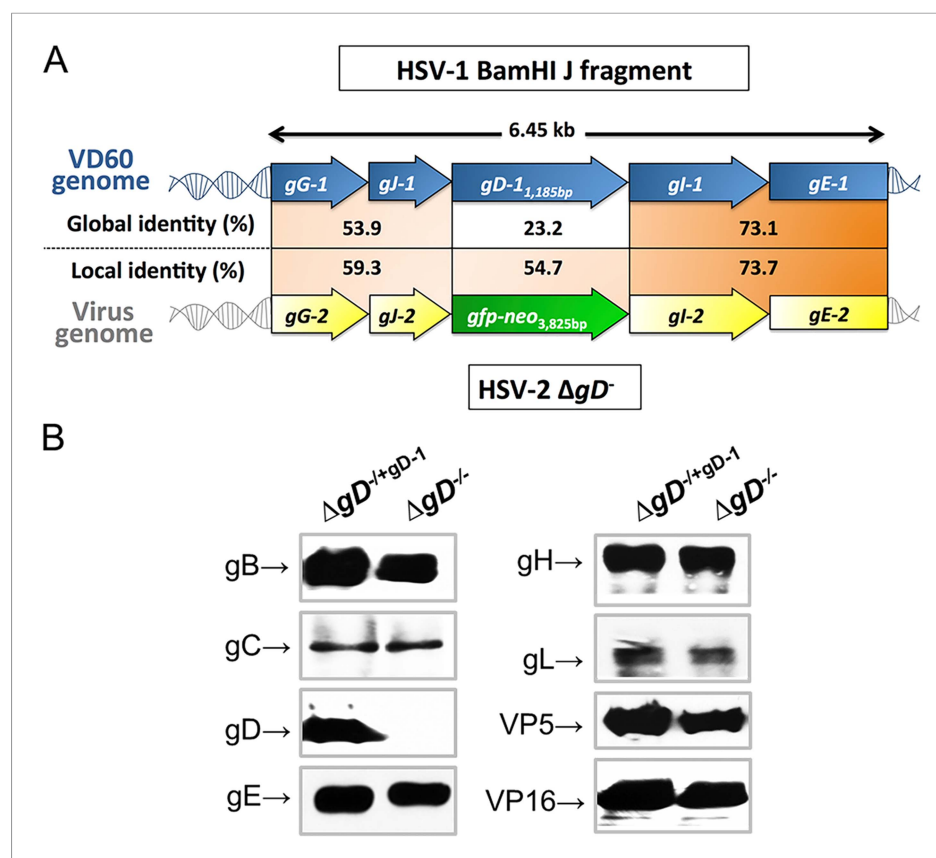 A
HSV-1 BamHI J fragment
6.45 kb
VD60 genome
gG-1 gJ-1 gD-1 1,185bp gI-1 gE-1
Global identity (%) 53.9 23.2 73.1
Local identity (%) 59.3 54.7 73.7
Virus genome
gG-2 gJ-2 gfp-neo 3,825bp gI-2 gE-2
HSV-2 ΔgD-
B
ΔgD-/+gD-1 ΔgD-/- ΔgD-/+gD-1 ΔgD-/-
gB→ gH→
gC→ gL→
gD→ VP5→
gE→ VP16→